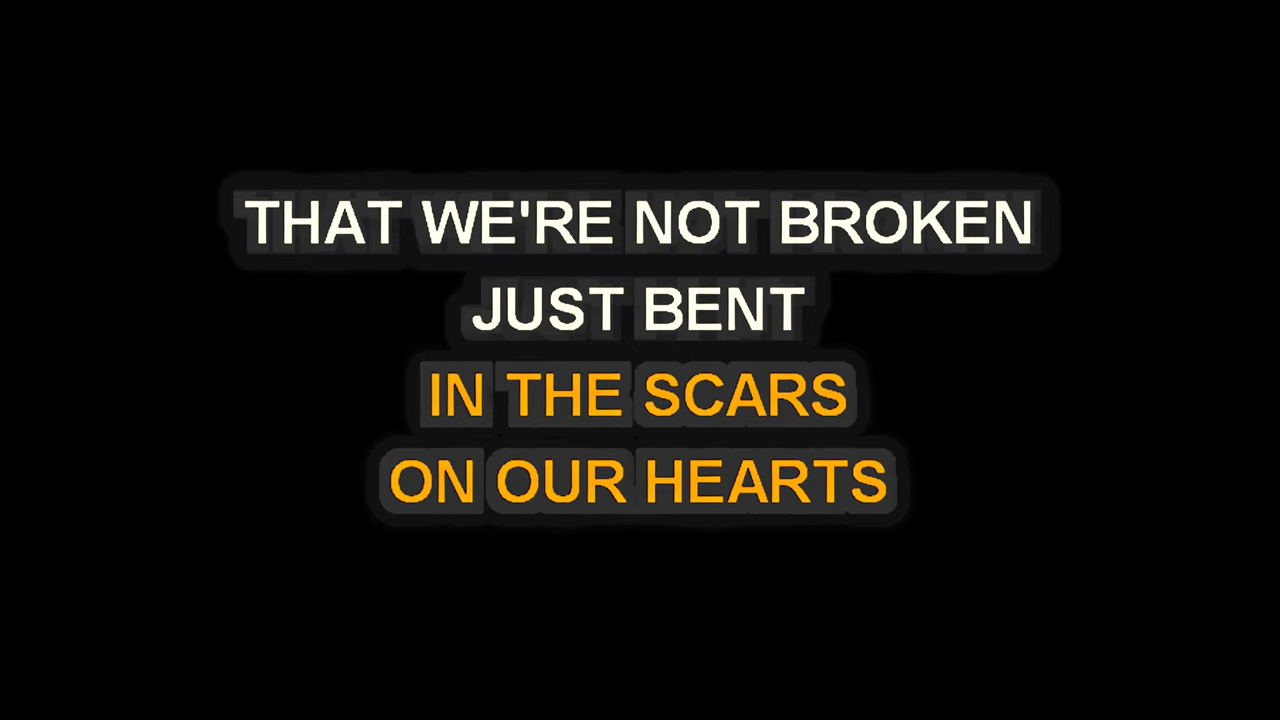 THAT WE'RE NOT BROKEN
JUST BENT
IN THE SCARS
ON OUR HEARTS